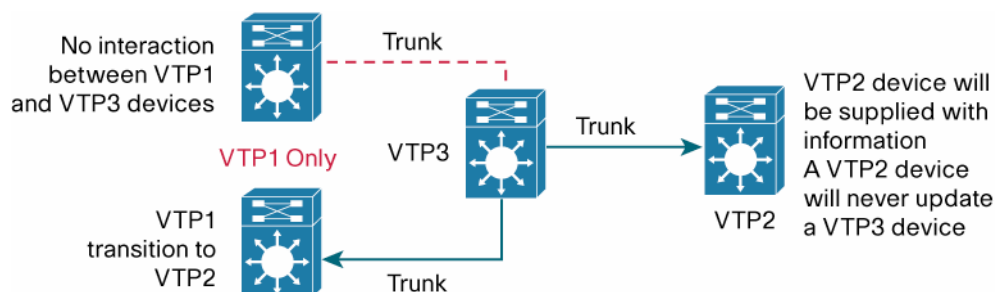 No interaction
between VTP1
and VTP3 devices
Trunk
VTP1 Only
VTP3
Trunk
VTP2
VTP2 device will
be supplied with
information
A VTP2 device
will never update
a VTP3 device
VTP1
transition to
VTP2
Trunk